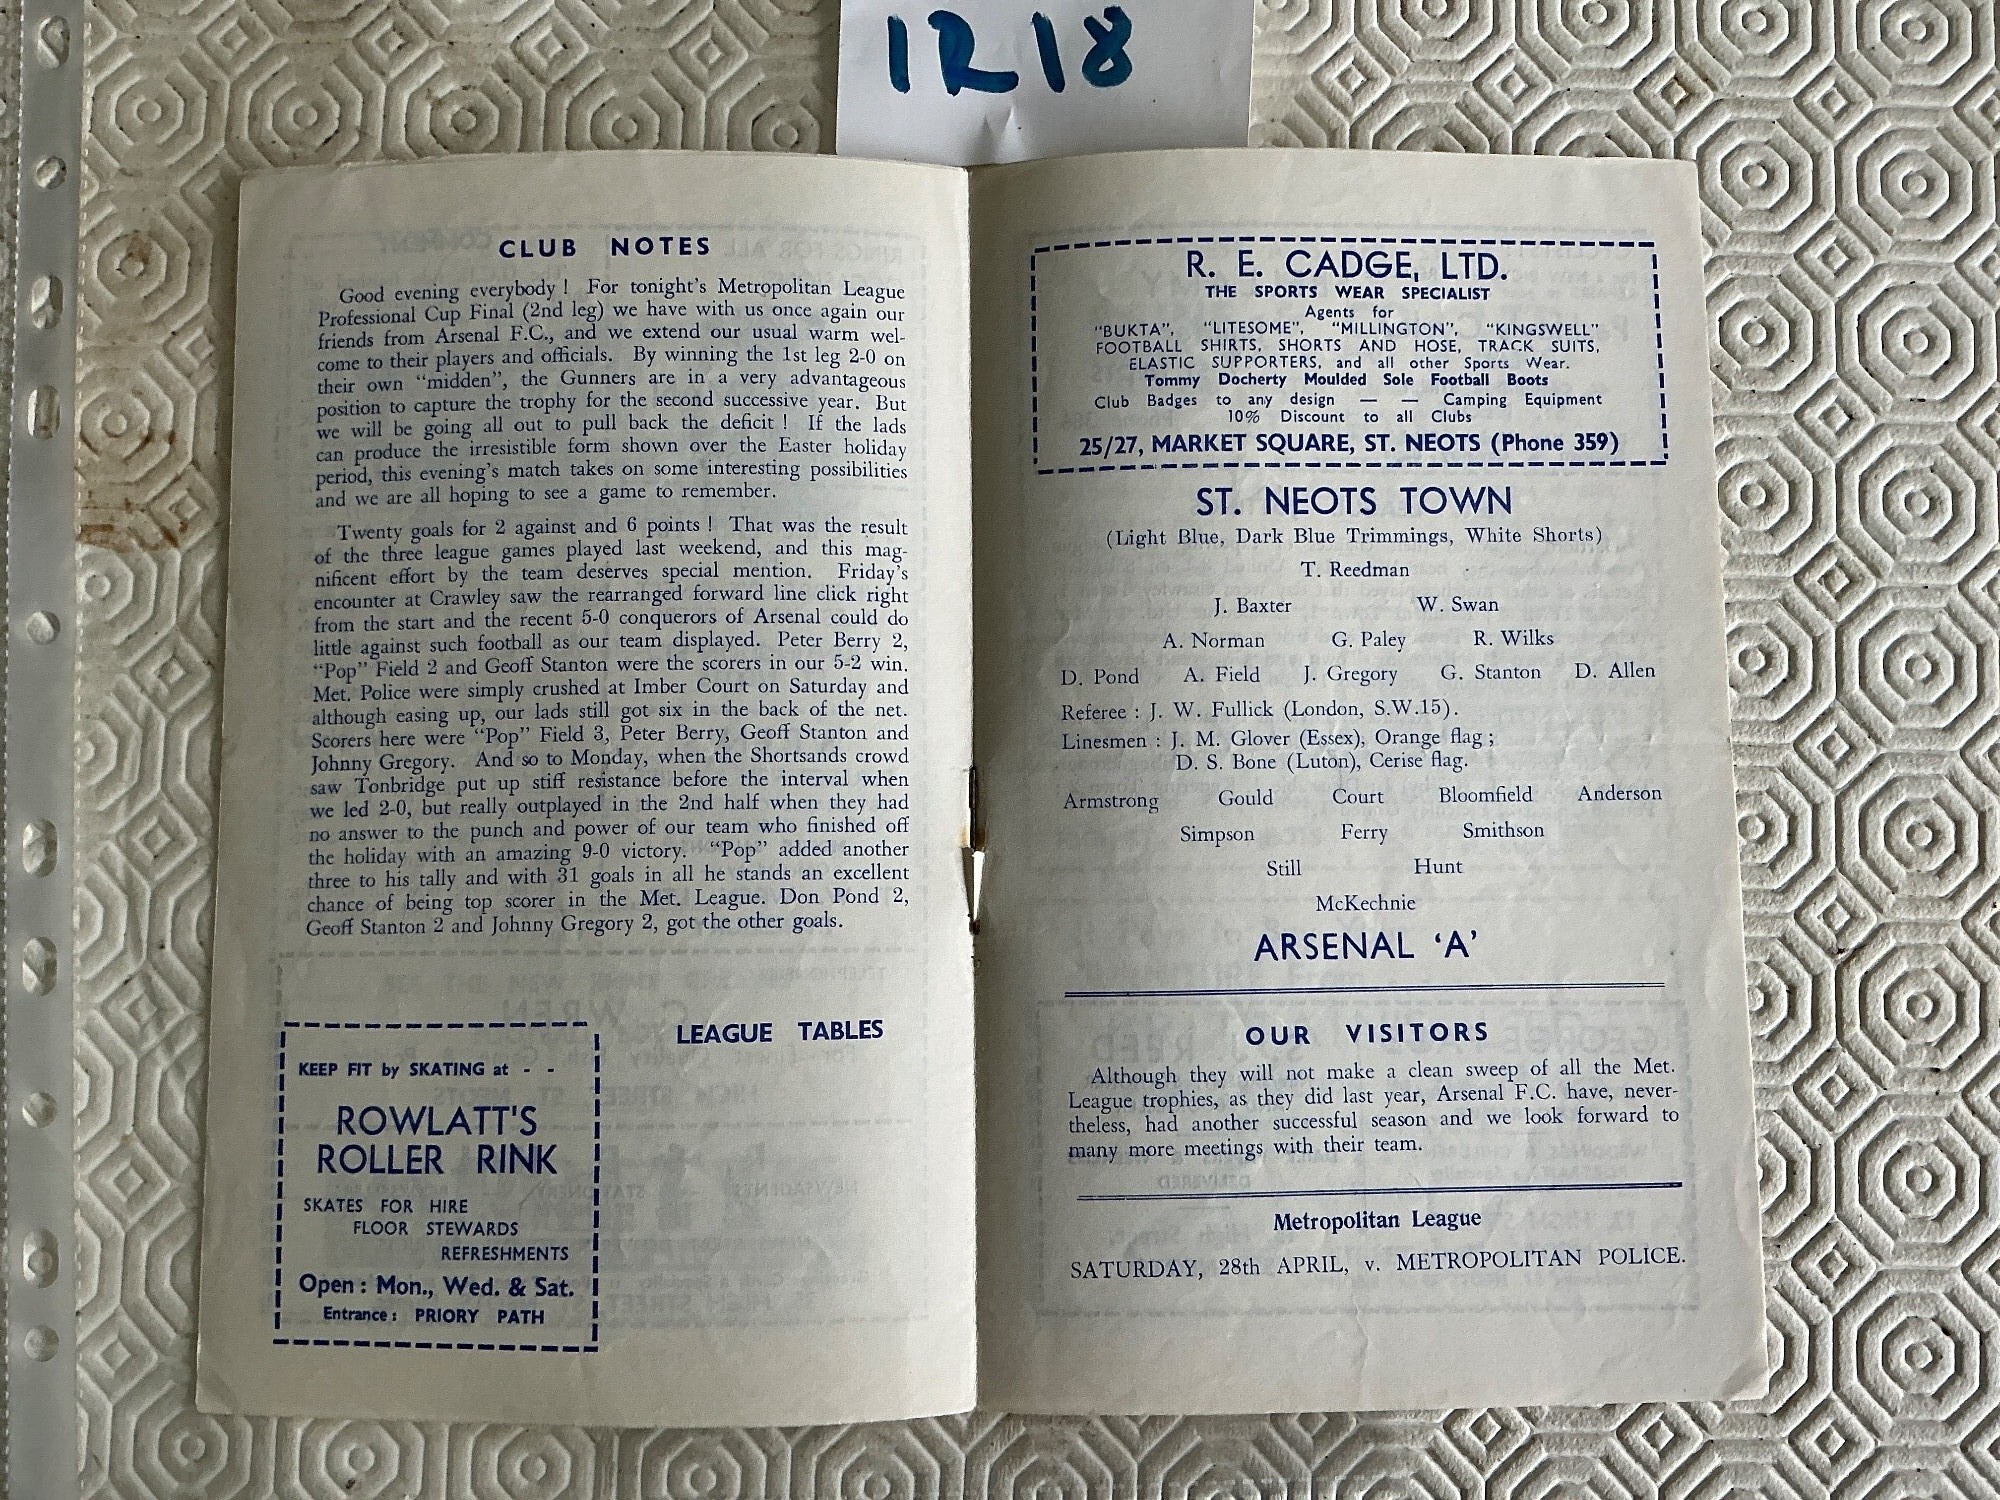 1R18
CLUB NOTES
Good evening everybody ! For tonight's Metropolitan League
Professional Cup Final (2nd leg) we have with us once again our
friends from Arsenal F.C., and we extend our usual warm wel-
come to their players and officials. By winning the 1st leg 2-0 on
their own "midden", the Gunners are in a very advantageous
position to capture the trophy for the second successive year. But
we will be going all out to pull back the deficit ! If the lads
can produce the irresistible form shown over the Easter holiday
period, this evening's match takes on some interesting possibilities
and we are all hoping to see a game to remember.
Twenty goals for 2 against and 6 points ! That was the result
of the three league games played last weekend, and this mag-
nificent effort by the team deserves special mention. Friday's
encounter at Crawley saw the rearranged forward line click right
from the start and the recent 5-0 conquerors of Arsenal could do
little against such football as our team displayed. Peter Berry 2,
"Pop" Field 2 and Geoff Stanton were the scorers in our 5-2 win.
Met. Police were simply crushed at Imber Court on Saturday and
although easing up, our lads still got six in the back of the net.
Scorers here were "Pop" Field 3, Peter Berry, Geoff Stanton and
Johnny Gregory. And so to Monday, when the Shortsands crowd
saw Tonbridge put up stiff resistance before the interval when
we led 2-0, but really outplayed in the 2nd half when they had
no answer to the punch and power of our team who finished off
the holiday with an amazing 9-0 victory. "Pop" added another
three to his tally and with 31 goals in all he stands an excellent
chance of being top scorer in the Met. League. Don Pond 2,
Geoff Stanton 2 and Johnny Gregory 2, got the other goals.
LEAGUE TABLES
KEEP FIT by SKATING at - -
ROWLATT'S
ROLLER RINK
SKATES FOR HIRE
FLOOR STEWARDS
REFRESHMENTS
Open : Mon., Wed. & Sat.
Entrance : PRIORY PATH
R. E. CADGE, LTD.
THE SPORTS WEAR SPECIALIST
Agents for
"BUKTA", "LITESOME", "MILLINGTON", "KINGSWELL"
FOOTBALL SHIRTS, SHORTS AND HOSE, TRACK SUITS,
ELASTIC SUPPORTERS, and all other Sports Wear.
Tommy Docherty Moulded Sole Football Boots
Club Badges to any design — — Camping Equipment
10% Discount to all Clubs
25/27, MARKET SQUARE, ST. NEOTS (Phone 359)
ST. NEOTS TOWN
(Light Blue, Dark Blue Trimmings, White Shorts)
T. Reedman
J. Baxter W. Swan
A. Norman G. Paley R. Wilks
D. Pond A. Field J. Gregory G. Stanton D. Allen
Referee : J. W. Fullick (London, S.W.15).
Linesmen : J. M. Glover (Essex), Orange flag ;
D. S. Bone (Luton), Cerise flag.
Armstrong Gould Court Bloomfield Anderson
Simpson Ferry Smithson
Still Hunt
McKechnie
ARSENAL 'A'
OUR VISITORS
Although they will not make a clean sweep of all the Met.
League trophies, as they did last year, Arsenal F.C. have, never-
theless, had another successful season and we look forward to
many more meetings with their team.
Metropolitan League
SATURDAY, 28th APRIL, v. METROPOLITAN POLICE.